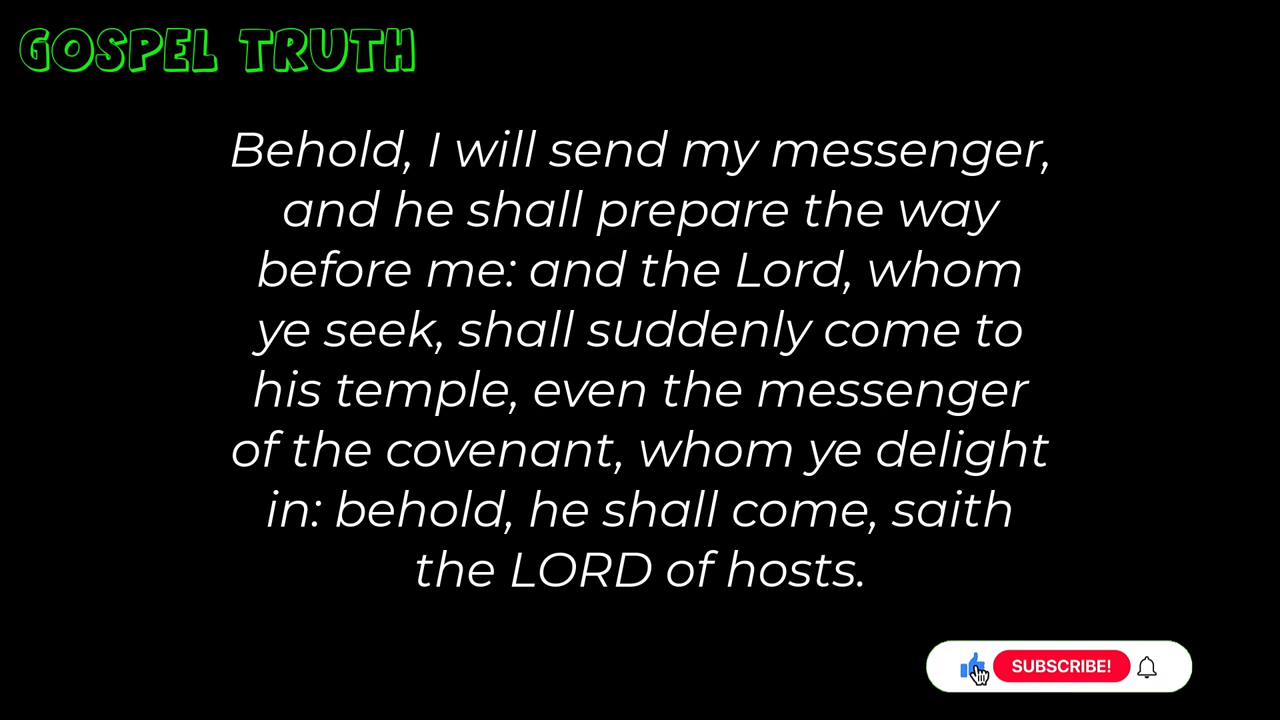 GOSPEL TRUTH
Behold, I will send my messenger,
and he shall prepare the way
before me: and the Lord, whom
ye seek, shall suddenly come to
his temple, even the messenger
of the covenant, whom ye delight
in: behold, he shall come, saith
the LORD of hosts.
SUBSCRIBE!